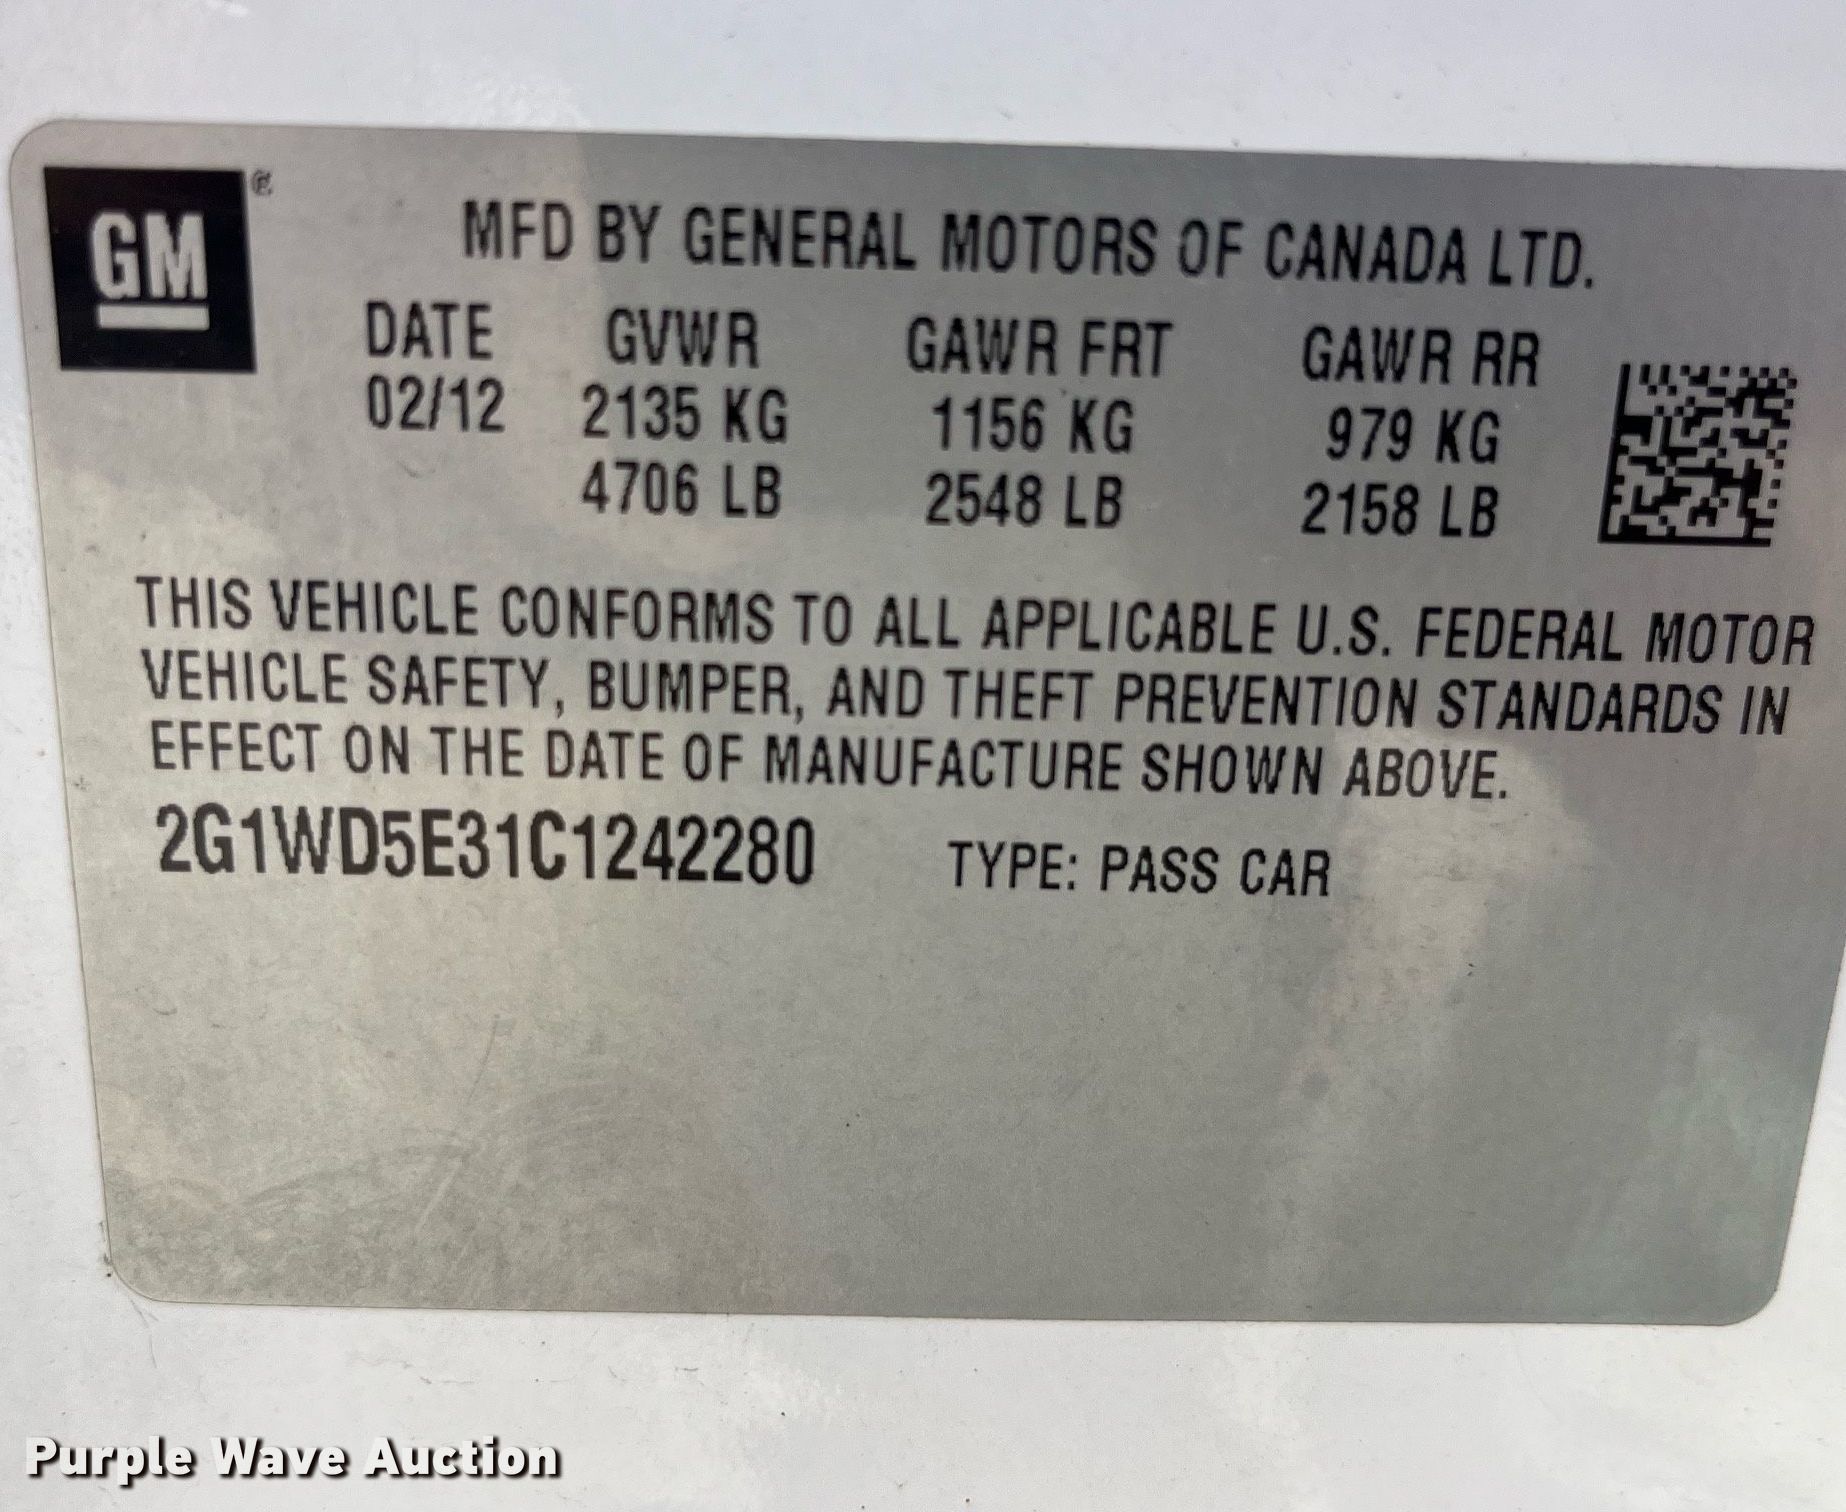 GM
MFD BY GENERAL MOTORS OF CANADA LTD.
DATE GVWR GAWR FRT GAWR RR
02/12 2135 KG 1156 KG 979 KG
4706 LB 2548 LB 2158 LB
THIS VEHICLE CONFORMS TO ALL APPLICABLE U.S. FEDERAL MOTOR
VEHICLE SAFETY, BUMPER, AND THEFT PREVENTION STANDARDS IN
EFFECT ON THE DATE OF MANUFACTURE SHOWN ABOVE.
2G1WD5E31C1242280 TYPE: PASS CAR
Purple Wave Auction